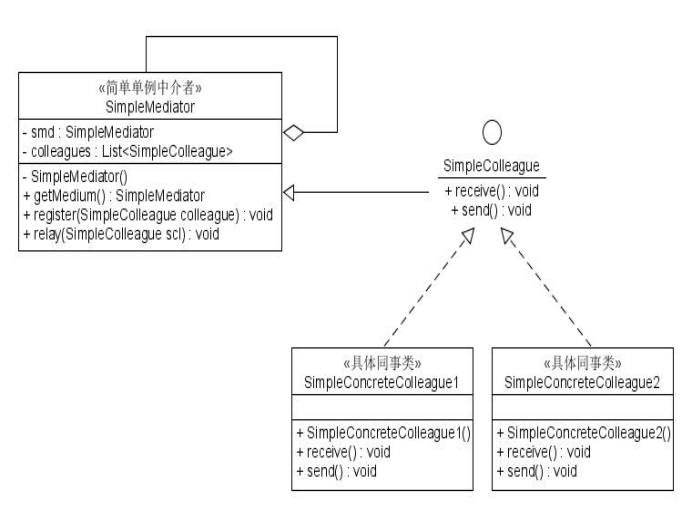 «简单单例中介者»
SimpleMediator
- smd : SimpleMediator
- colleagues : List<SimpleColleague>
- SimpleMediator()
+ getMedium() : SimpleMediator
+ register(SimpleColleague colleague) : void
+ relay(SimpleColleague scl) : void
SimpleColleague
+ receive() : void
+ send() : void
«具体同事类»
SimpleConcreteColleague1
+ SimpleConcreteColleague1()
+ receive() : void
+ send() : void
«具体同事类»
SimpleConcreteColleague2
+ SimpleConcreteColleague2()
+ receive() : void
+ send() : void